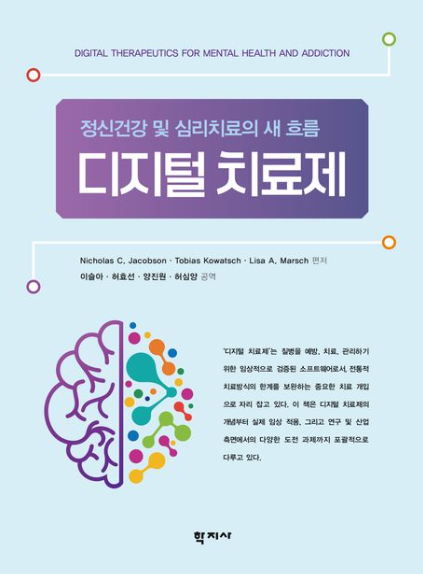 DIGITAL THERAPEUTICS FOR MENTAL HEALTH AND ADDICTION
정신건강 및 심리치료의 새 흐름
디지털 치료제
Nicholas C. Jacobson · Tobias Kowatsch · Lisa A. Marsch 편저
이슬아 · 허효선 · 양진원 · 허심양 공역
'디지털 치료제'는 질병을 예방, 치료, 관리하기
위한 임상적으로 검증된 소프트웨어로서, 전통적
치료방식의 한계를 보완하는 중요한 치료 개입
으로 자리 잡고 있다. 이 책은 디지털 치료제의
개념부터 실제 임상 적용, 그리고 연구 및 산업
측면에서의 다양한 도전 과제까지 포괄적으로
다루고 있다.
학지사